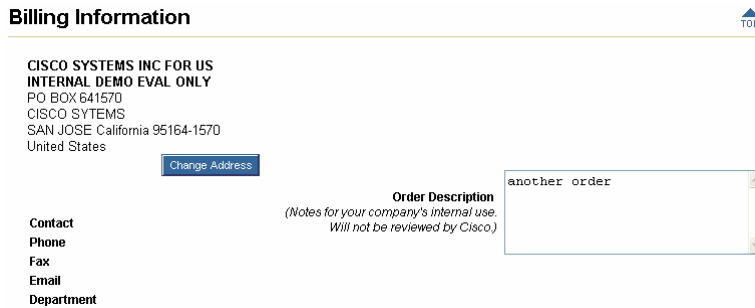 Billing Information
TO
CISCO SYSTEMS INC FOR US
INTERNAL DEMO EVAL ONLY
PO BOX 641570
CISCO SYTEMS
SAN JOSE California 95164-1570
United States
Change Address
Order Description
(Notes for your company's internal use.
Will not be reviewed by Cisco.)
another order
Contact
Phone
Fax
Email
Department